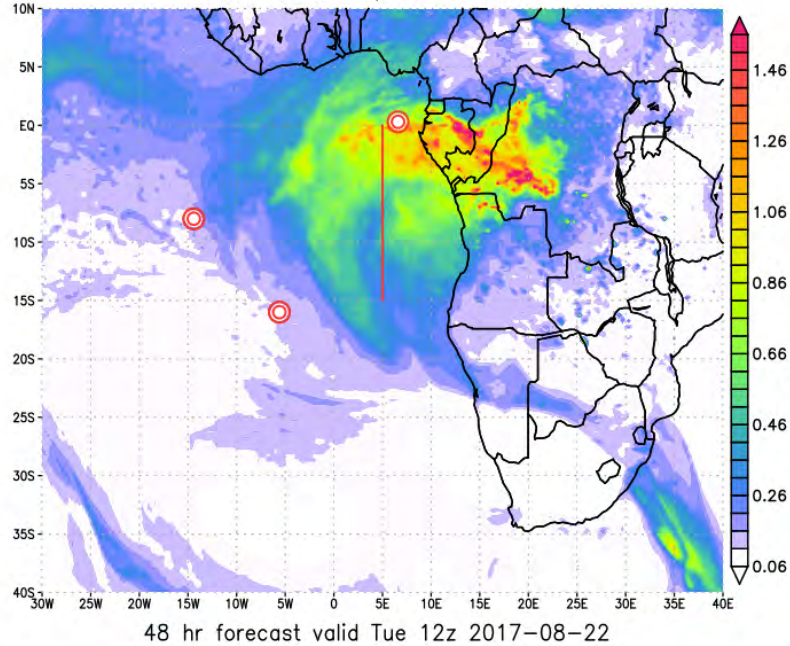 10N
5N
EQ
5S
10S
15S
20S
25S
30S
35S
40S
30W 25W 20W 15W 10W 5W 0 5E 10E 15E 20E 25E 30E 35E 40E
1.46
1.26
1.06
0.86
0.66
0.46
0.26
0.06
48 hr forecast valid Tue 12z 2017-08-22